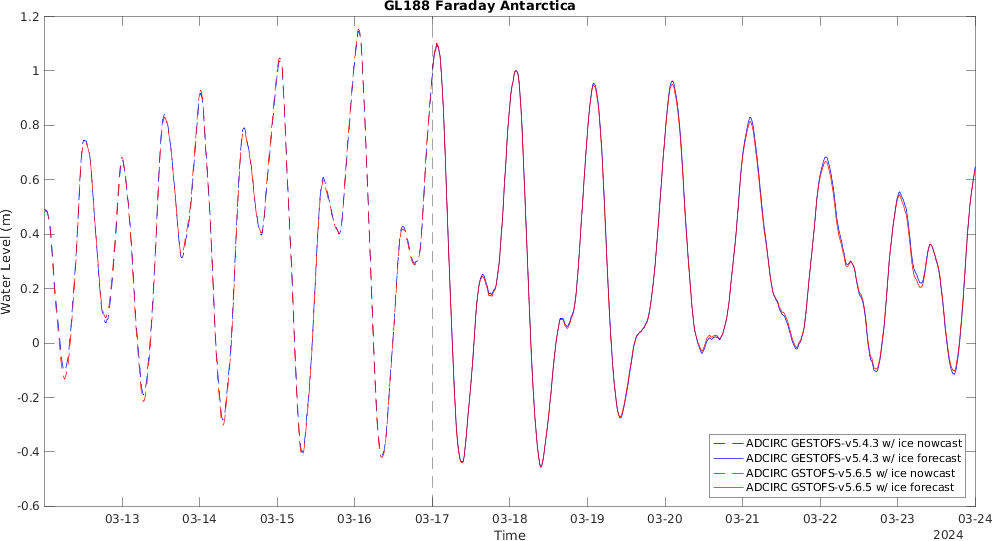 GL188 Faraday Antarctica
1.2
1
0.8
0.6
0.4
0.2
0
-0.2
-0.4
-0.6
Water Level (m)
ADCIRC GESTOFS-v5.4.3 w/ ice nowcast
ADCIRC GESTOFS-v5.4.3 w/ ice forecast
ADCIRC GSTOFS-v5.6.5 w/ ice nowcast
ADCIRC GSTOFS-v5.6.5 w/ ice forecast
03-13 03-14 03-15 03-16 03-17 03-18 03-19 03-20 03-21 03-22 03-23 03-24
Time
2024